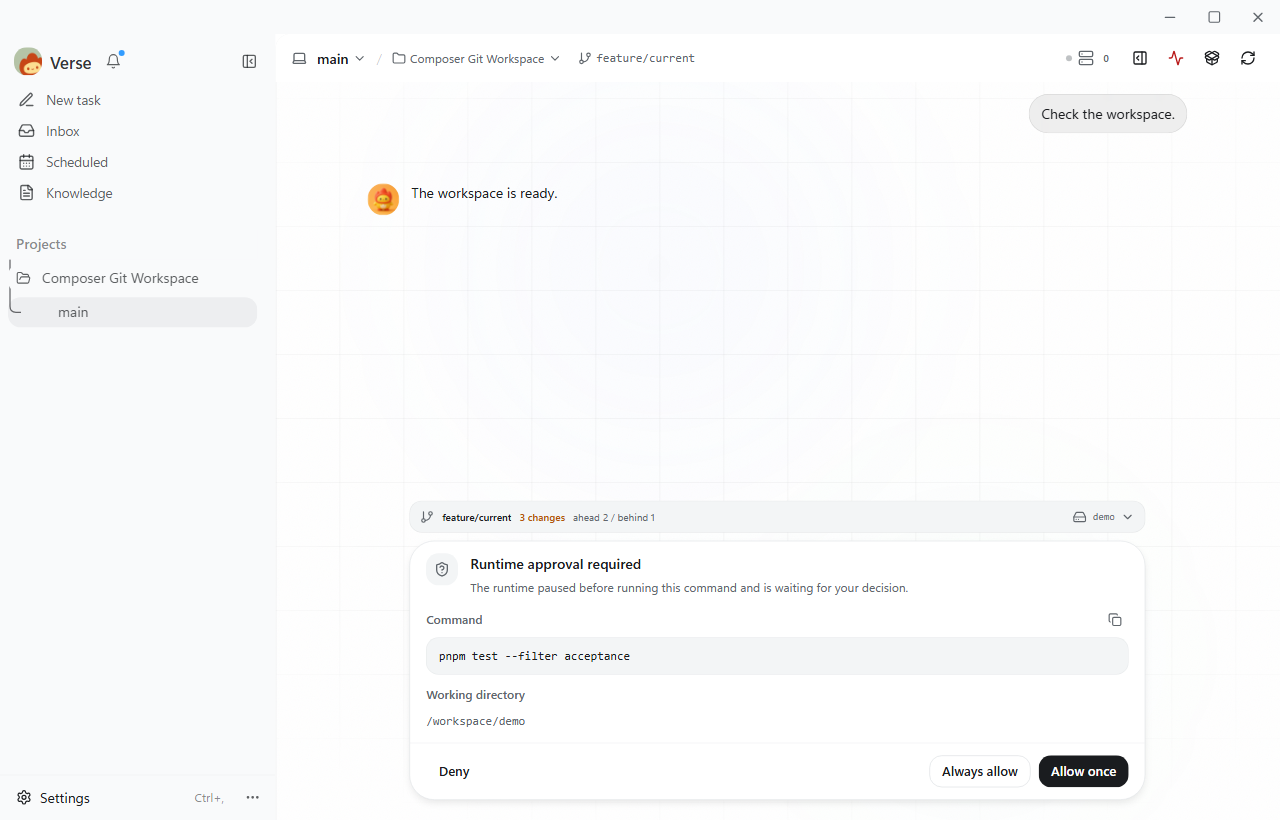 Verse
New task
Inbox
Scheduled
Knowledge
Projects
Composer Git Workspace
main
Settings
Ctrl+,
main / Composer Git Workspace feature/current
0
Check the workspace.
The workspace is ready.
feature/current 3 changes ahead 2 / behind 1 demo
Runtime approval required
The runtime paused before running this command and is waiting for your decision.
Command
pnpm test --filter acceptance
Working directory
/workspace/demo
Deny Always allow Allow once